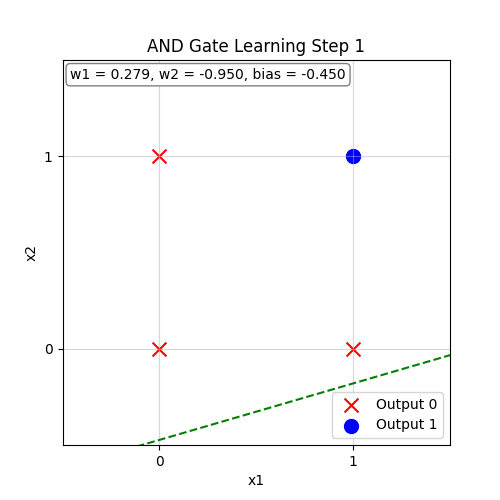 AND Gate Learning Step 1
w1 = 0.279, w2 = -0.950, bias = -0.450
1
x2
0
Output 0
Output 1
0
1
x1